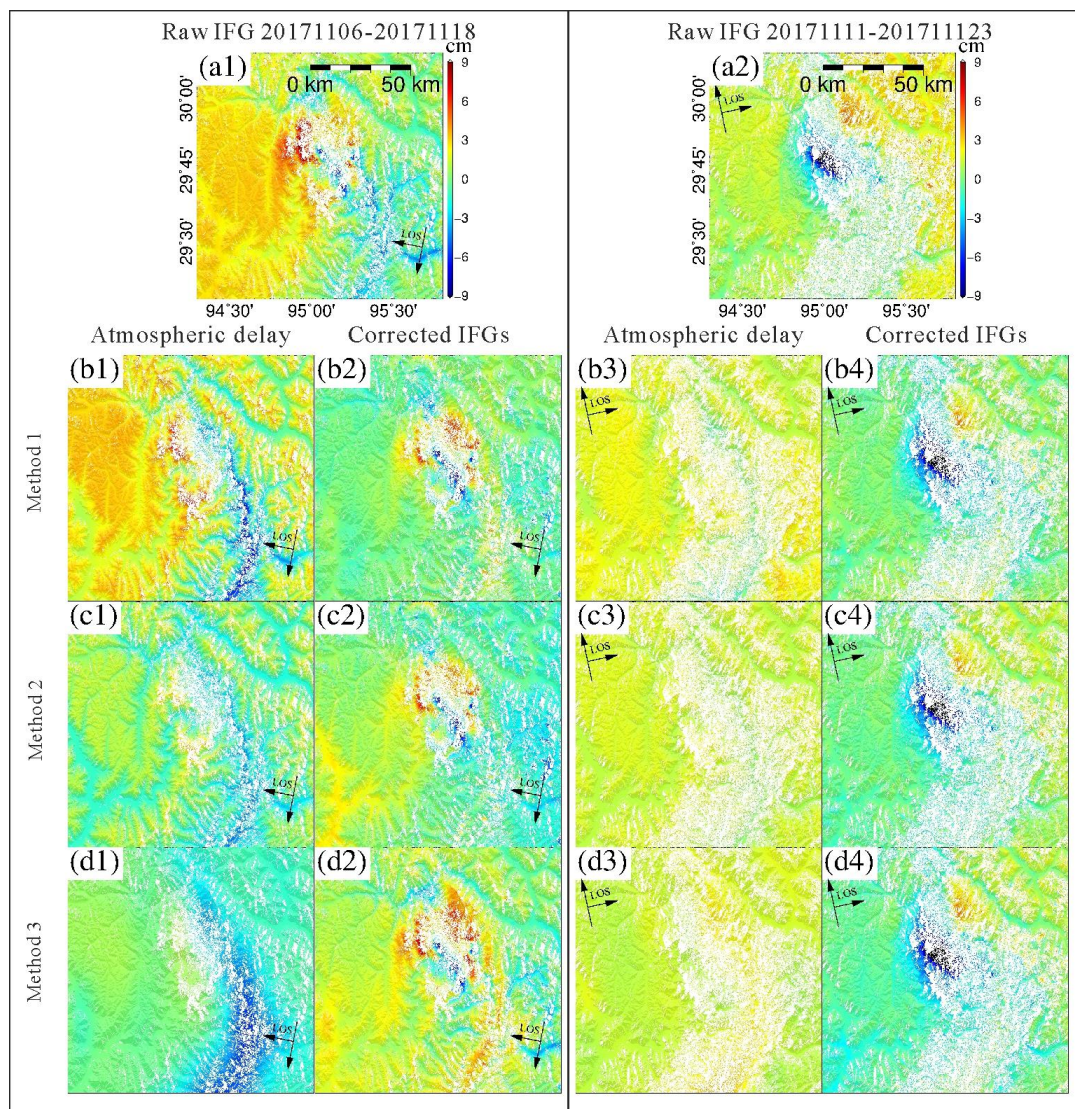 Raw IFG 20171106-20171118
(a1)
0 km 50 km
cm
9
6
3
0
−3
−6
−9
30˚00'
29˚45'
29˚30'
94˚30' 95˚00' 95˚30'
LOS
Raw IFG 20171111-201711123
(a2)
0 km 50 km
cm
9
6
3
0
−3
−6
−9
30˚00'
29˚45'
29˚30'
94˚30' 95˚00' 95˚30'
LOS
Atmospheric delay Corrected IFGs Atmospheric delay Corrected IFGs
Method 1
(b1) (b2) (b3) (b4)
LOS LOS LOS LOS
Method 2
(c1) (c2) (c3) (c4)
LOS LOS LOS LOS
Method 3
(d1) (d2) (d3) (d4)
LOS LOS LOS LOS